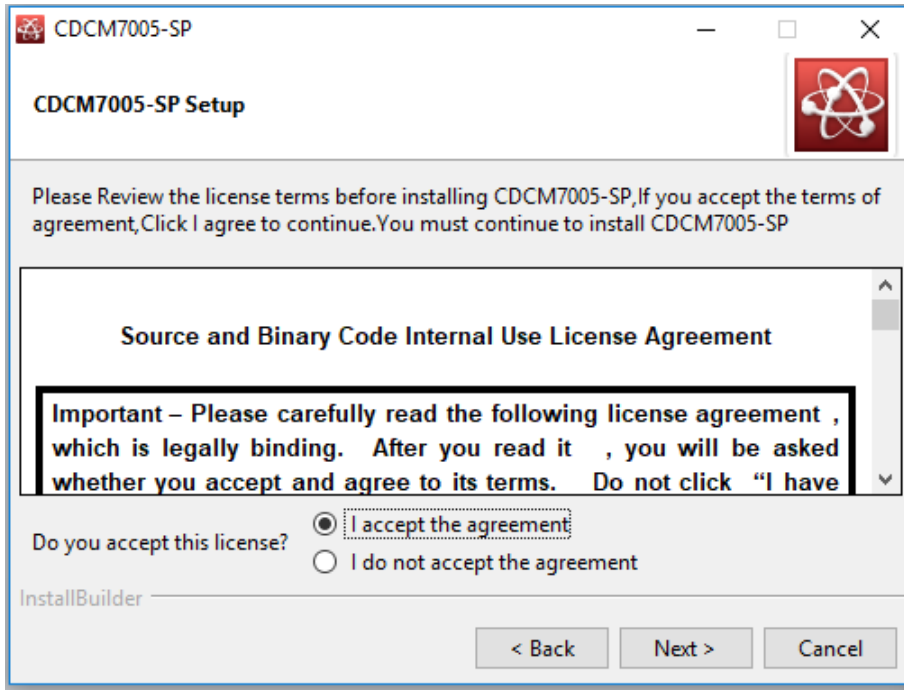 CDCM7005-SP
CDCM7005-SP Setup
Please Review the license terms before installing CDCM7005-SP,If you accept the terms of
agreement,Click I agree to continue.You must continue to install CDCM7005-SP
Source and Binary Code Internal Use License Agreement
Important – Please carefully read the following license agreement ,
which is legally binding. After you read it , you will be asked
whether you accept and agree to its terms. Do not click “I have
Do you accept this license?
I accept the agreement
I do not accept the agreement
InstallBuilder
< Back Next > Cancel